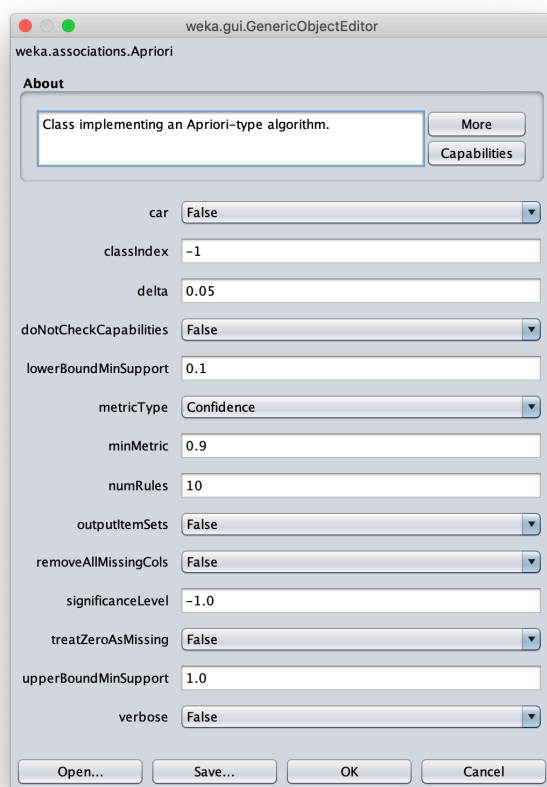 weka.gui.GenericObjectEditor
weka.associations.Apriori
About
Class implementing an Apriori-type algorithm.
More
Capabilities
car False
classIndex -1
delta 0.05
doNotCheckCapabilities False
lowerBoundMinSupport 0.1
metricType Confidence
minMetric 0.9
numRules 10
outputItemSets False
removeAllMissingCols False
significanceLevel -1.0
treatZeroAsMissing False
upperBoundMinSupport 1.0
verbose False
Open... Save... OK Cancel